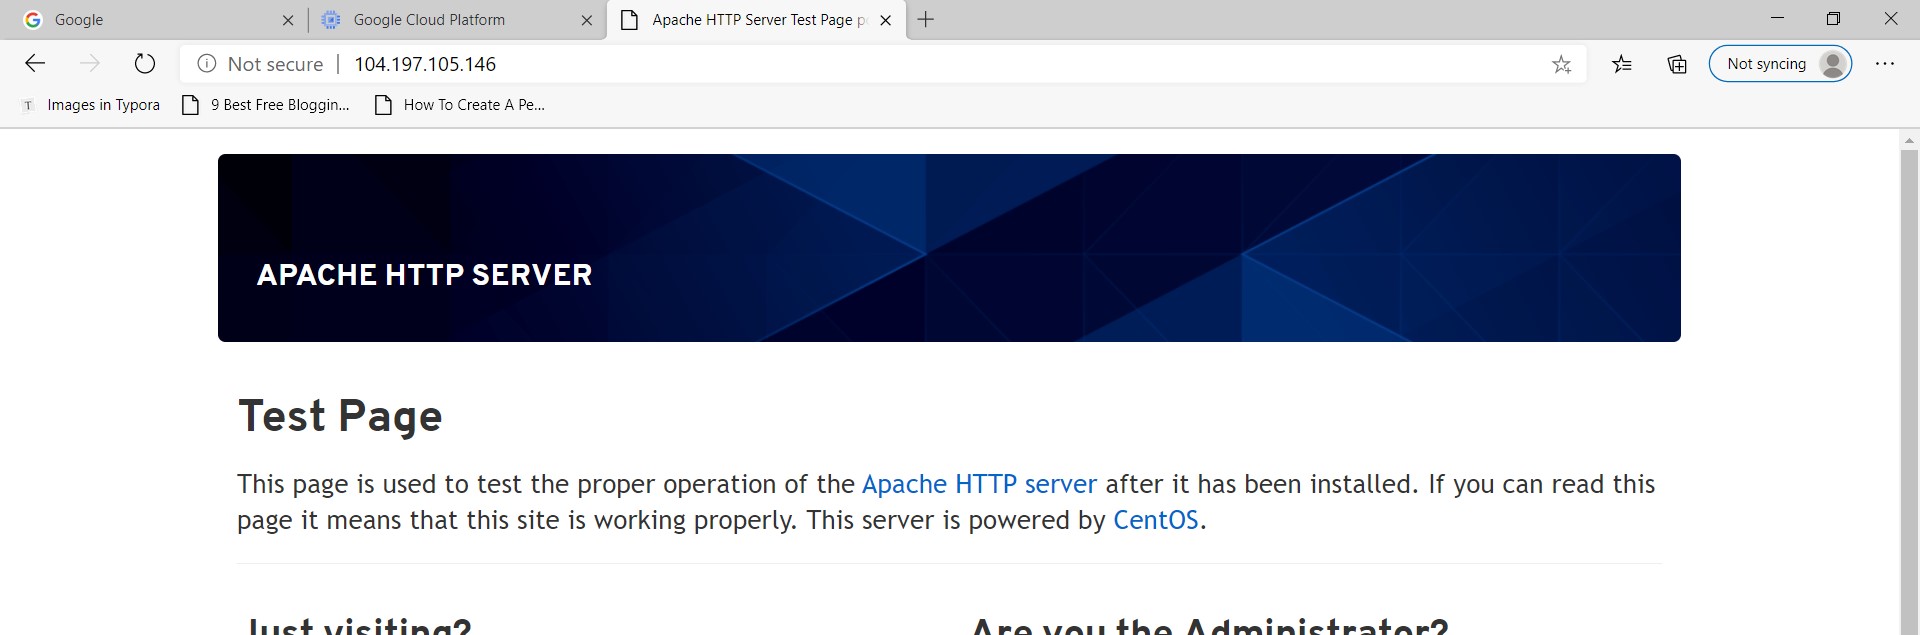 Google
Google Cloud Platform
Apache HTTP Server Test Page p
Not secure
104.197.105.146
Not syncing
T Images in Typora
9 Best Free Bloggin...
How To Create A Pe...
APACHE HTTP SERVER
Test Page
This page is used to test the proper operation of the Apache HTTP server after it has been installed. If you can read this
page it means that this site is working properly. This server is powered by CentOS.
Just visiting?
Are you the Administrator?